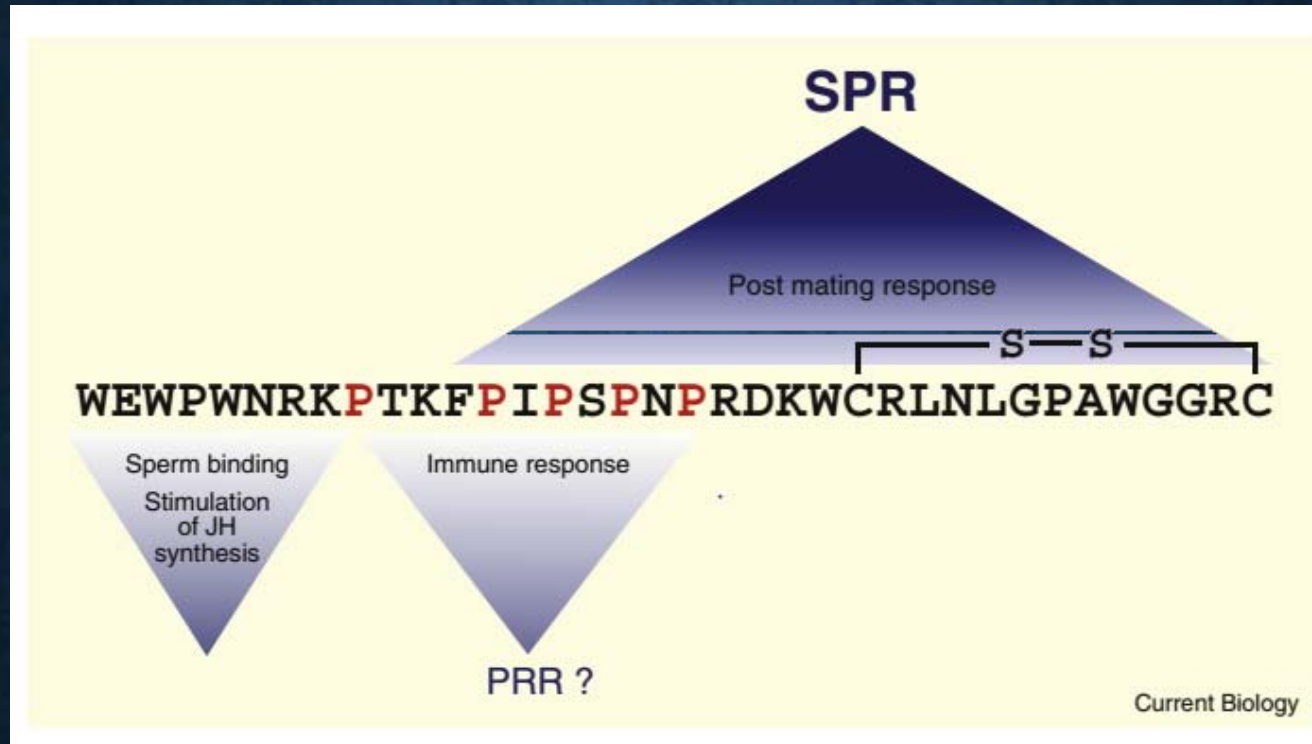 SPR
Post mating response
S—S
WEWPWNRKPTKFPIPSPNPRDKWCRLNLGPAWGGRC
Sperm binding
Stimulation
of JH
synthesis
Immune response
PRR ?
Current Biology